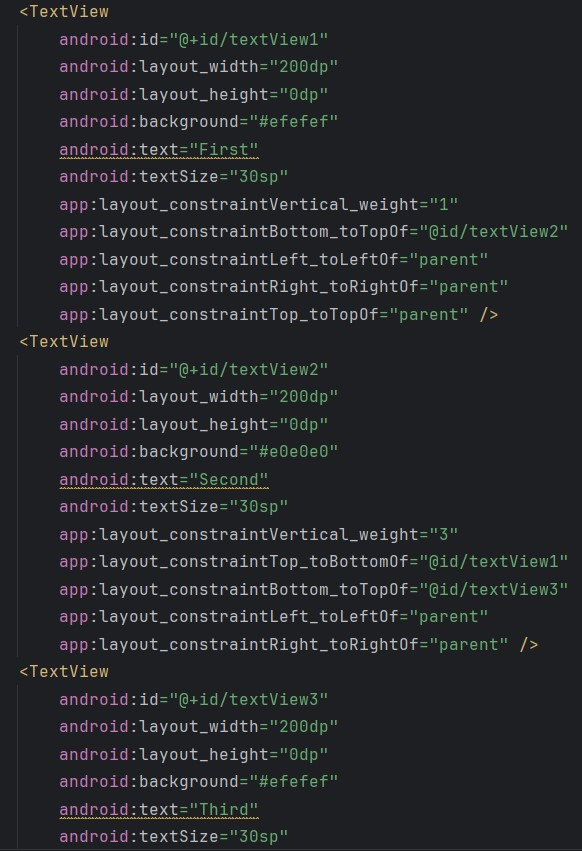 <TextView
android:id="@+id/textView1"
android:layout_width="200dp"
android:layout_height="0dp"
android:background="#efefef"
android:text="First"
android:textSize="30sp"
app:layout_constraintVertical_weight="1"
app:layout_constraintBottom_toTopOf="@id/textView2"
app:layout_constraintLeft_toLeftOf="parent"
app:layout_constraintRight_toRightOf="parent"
app:layout_constraintTop_toTopOf="parent" />
<TextView
android:id="@+id/textView2"
android:layout_width="200dp"
android:layout_height="0dp"
android:background="#e0e0e0"
android:text="Second"
android:textSize="30sp"
app:layout_constraintVertical_weight="3"
app:layout_constraintTop_toBottomOf="@id/textView1"
app:layout_constraintBottom_toTopOf="@id/textView3"
app:layout_constraintLeft_toLeftOf="parent"
app:layout_constraintRight_toRightOf="parent" />
<TextView
android:id="@+id/textView3"
android:layout_width="200dp"
android:layout_height="0dp"
android:background="#efefef"
android:text="Third"
android:textSize="30sp"